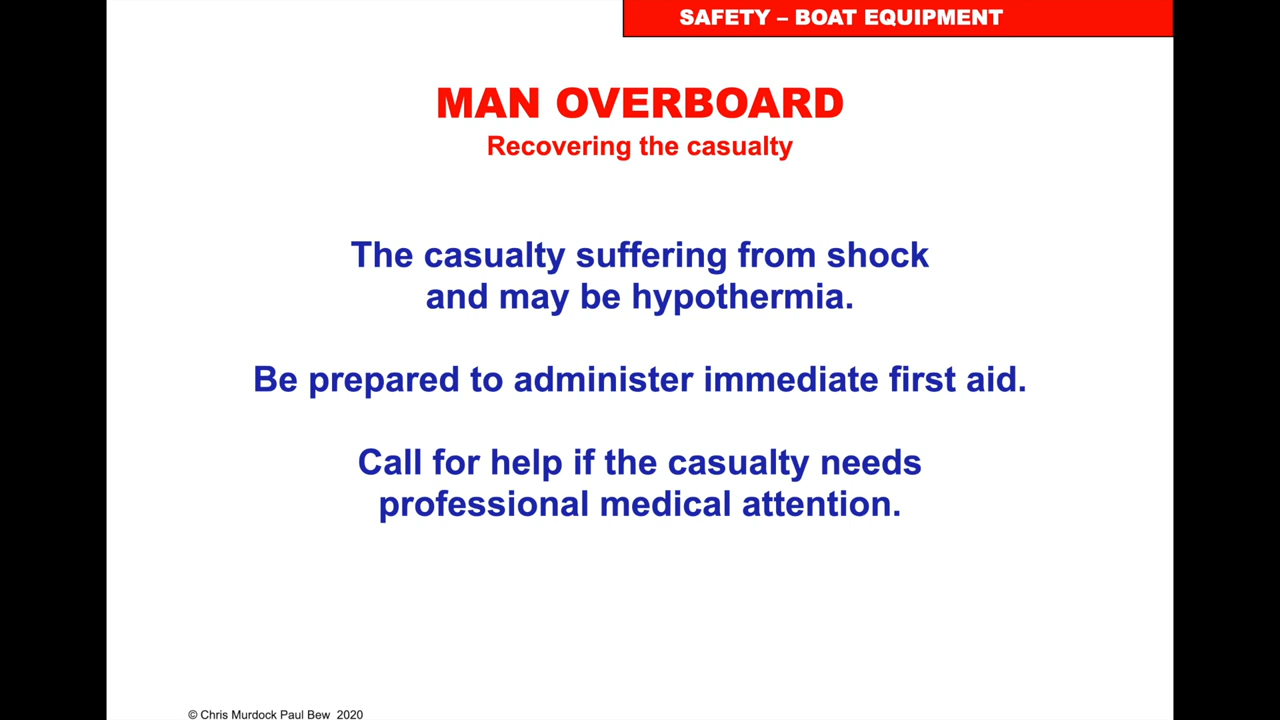 SAFETY – BOAT EQUIPMENT
MAN OVERBOARD
Recovering the casualty
The casualty suffering from shock
and may be hypothermia.
Be prepared to administer immediate first aid.
Call for help if the casualty needs
professional medical attention.
© Chris Murdock Paul Bew  2020